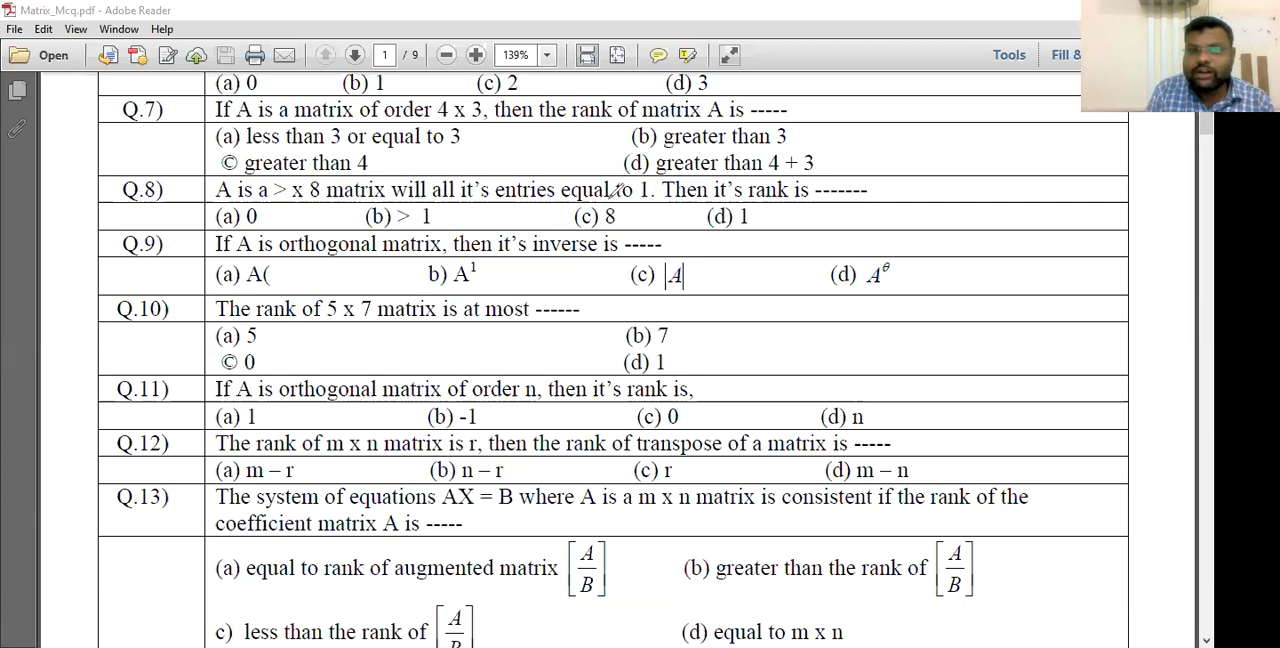 Matrix_Mcq.pdf - Adobe Reader
File Edit View Window Help
Open 1 / 9 139% Tools Fill &
(a) 0 (b) 1 (c) 2 (d) 3
Q.7) If A is a matrix of order 4 x 3, then the rank of matrix A is -----
(a) less than 3 or equal to 3 (b) greater than 3
© greater than 4 (d) greater than 4 + 3
Q.8) A is a > x 8 matrix will all it’s entries equal to 1. Then it’s rank is -------
(a) 0 (b) > 1 (c) 8 (d) 1
Q.9) If A is orthogonal matrix, then it’s inverse is -----
(a) A( b) A¹ (c) |A| (d) A^θ
Q.10) The rank of 5 x 7 matrix is at most ------
(a) 5 (b) 7
© 0 (d) 1
Q.11) If A is orthogonal matrix of order n, then it’s rank is,
(a) 1 (b) -1 (c) 0 (d) n
Q.12) The rank of m x n matrix is r, then the rank of transpose of a matrix is -----
(a) m – r (b) n – r (c) r (d) m – n
Q.13) The system of equations AX = B where A is a m x n matrix is consistent if the rank of the
coefficient matrix A is -----
(a) equal to rank of augmented matrix [A/B] (b) greater than the rank of [A/B]
c) less than the rank of [A/B] (d) equal to m x n